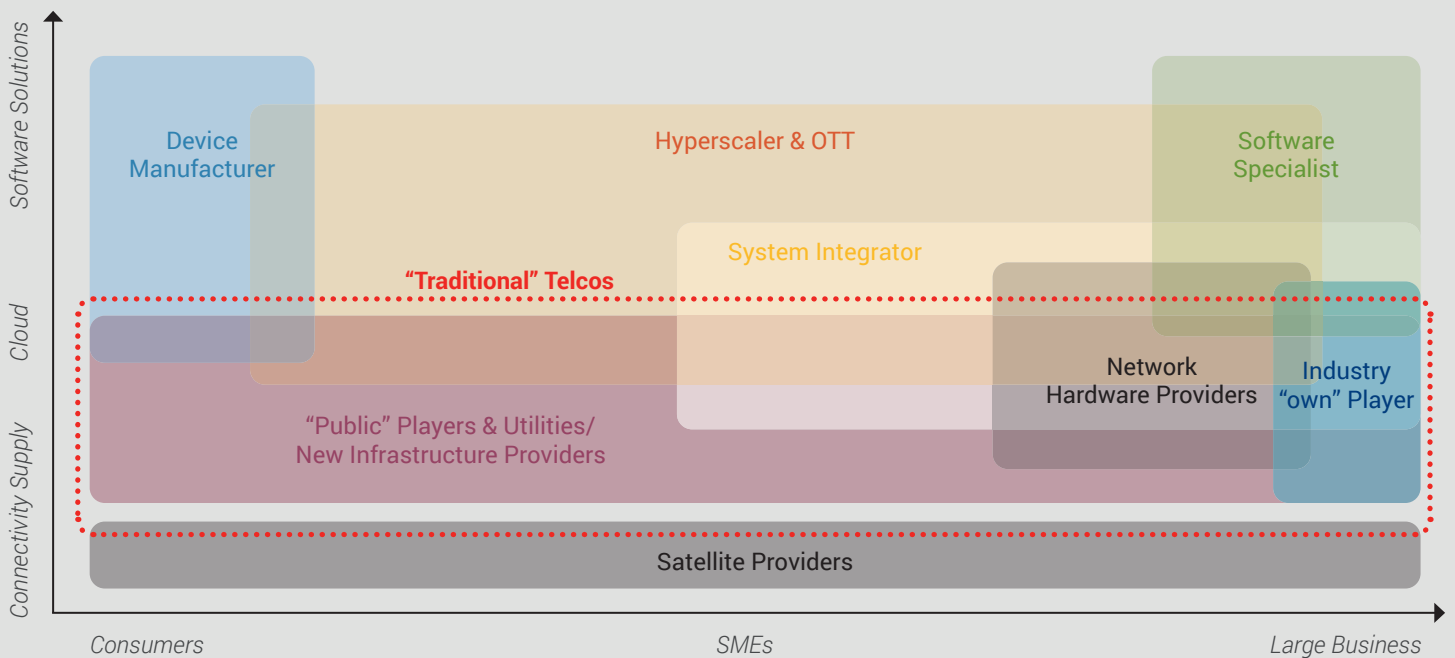 Software Solutions
Cloud
Connectivity Supply
Device
Manufacturer
Hyperscaler & OTT
Software
Specialist
System Integrator
“Traditional” Telcos
Network
Hardware Providers
Industry
“own” Player
“Public” Players & Utilities/
New Infrastructure Providers
Satellite Providers
Consumers
SMEs
Large Business